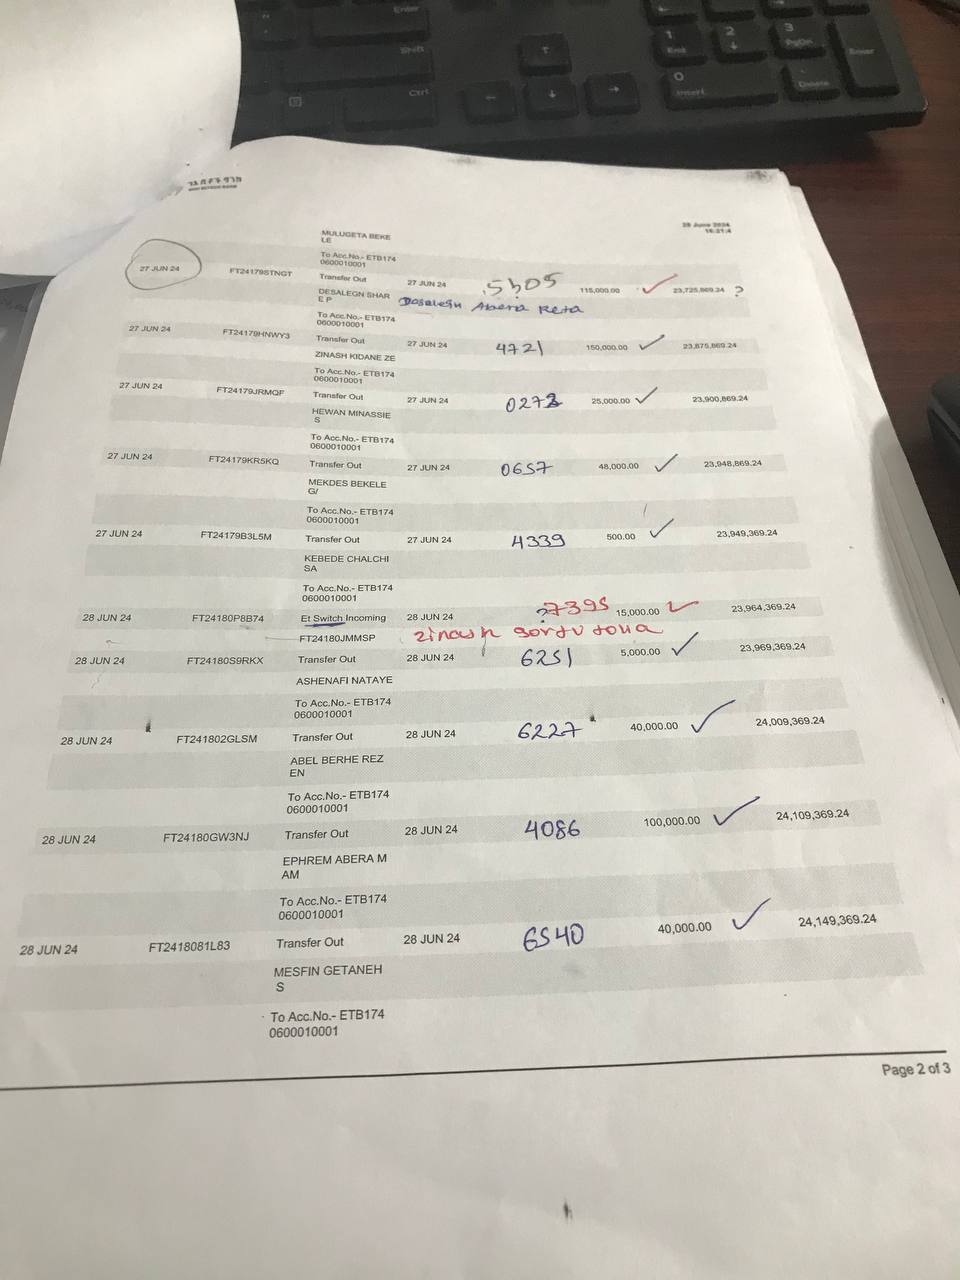 Enter
Shift
Ctrl
1
End
2
3
PgDn
Enter
0
Insert
Delete
MULUGETA BEKE
LE
28 June 2024
To Acc.No.- ETB174
0600010001
27 JUN 24 FT24179STNGT Transfer Out 27 JUN 24 5405 115,000.00 ✓ 23,725,869.24 ?
DESALEGN SHAR
E P
Dasalegn Abera Reta
To Acc.No.- ETB174
0600010001
27 JUN 24 FT24179HNWY3 Transfer Out 27 JUN 24 4721 150,000.00 ✓ 23,875,869.24
ZINASH KIDANE ZE
To Acc.No.- ETB174
0600010001
27 JUN 24 FT24179JRMQF Transfer Out 27 JUN 24 0273 25,000.00 ✓ 23,900,869.24
HEWAN MINASSIE
S
To Acc.No.- ETB174
0600010001
27 JUN 24 FT24179KR5KQ Transfer Out 27 JUN 24 0657 48,000.00 ✓ 23,948,869.24
MEKDES BEKELE
G/
To Acc.No.- ETB174
0600010001
27 JUN 24 FT24179B3L5M Transfer Out 27 JUN 24 4339 500.00 ✓ 23,949,369.24
KEBEDE CHALCHI
SA
To Acc.No.- ETB174
0600010001
28 JUN 24 FT24180P8B74 Et Switch Incoming 28 JUN 24 7395 15,000.00 ✓ 23,964,369.24
FT24180JMMSP Zinash
28 JUN 24 FT24180S9RKX Transfer Out 28 JUN 24 6251 5,000.00 ✓ 23,969,369.24
ASHENAFI NATAYE
To Acc.No.- ETB174
0600010001
28 JUN 24 FT241802GLSM Transfer Out 28 JUN 24 6227 40,000.00 ✓ 24,009,369.24
ABEL BERHE REZ
EN
To Acc.No.- ETB174
0600010001
28 JUN 24 FT24180GW3NJ Transfer Out 28 JUN 24 4086 100,000.00 ✓ 24,109,369.24
EPHREM ABERA M
AM
To Acc.No.- ETB174
0600010001
28 JUN 24 FT2418081L83 Transfer Out 28 JUN 24 6540 40,000.00 ✓ 24,149,369.24
MESFIN GETANEH
S
To Acc.No.- ETB174
0600010001
Page 2 of 3